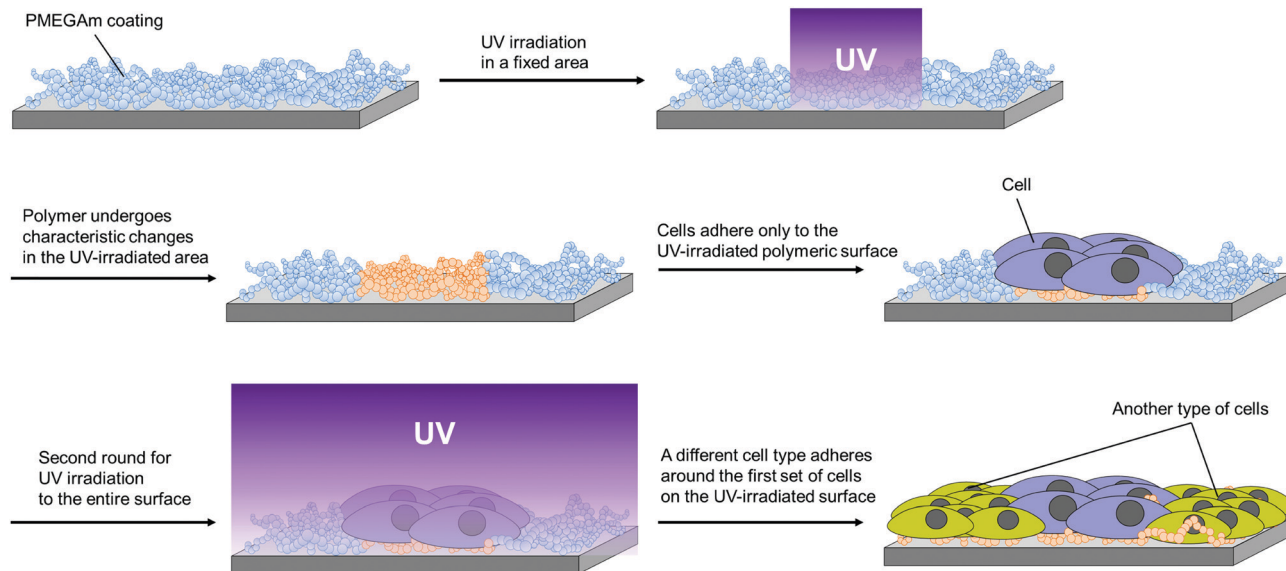 PMEGAm coating
UV irradiation
in a fixed area
UV
Polymer undergoes
characteristic changes
in the UV-irradiated area
Cells adhere only to the
UV-irradiated polymeric surface
Cell
Second round for
UV irradiation
to the entire surface
UV
A different cell type adheres
around the first set of cells
on the UV-irradiated surface
Another type of cells